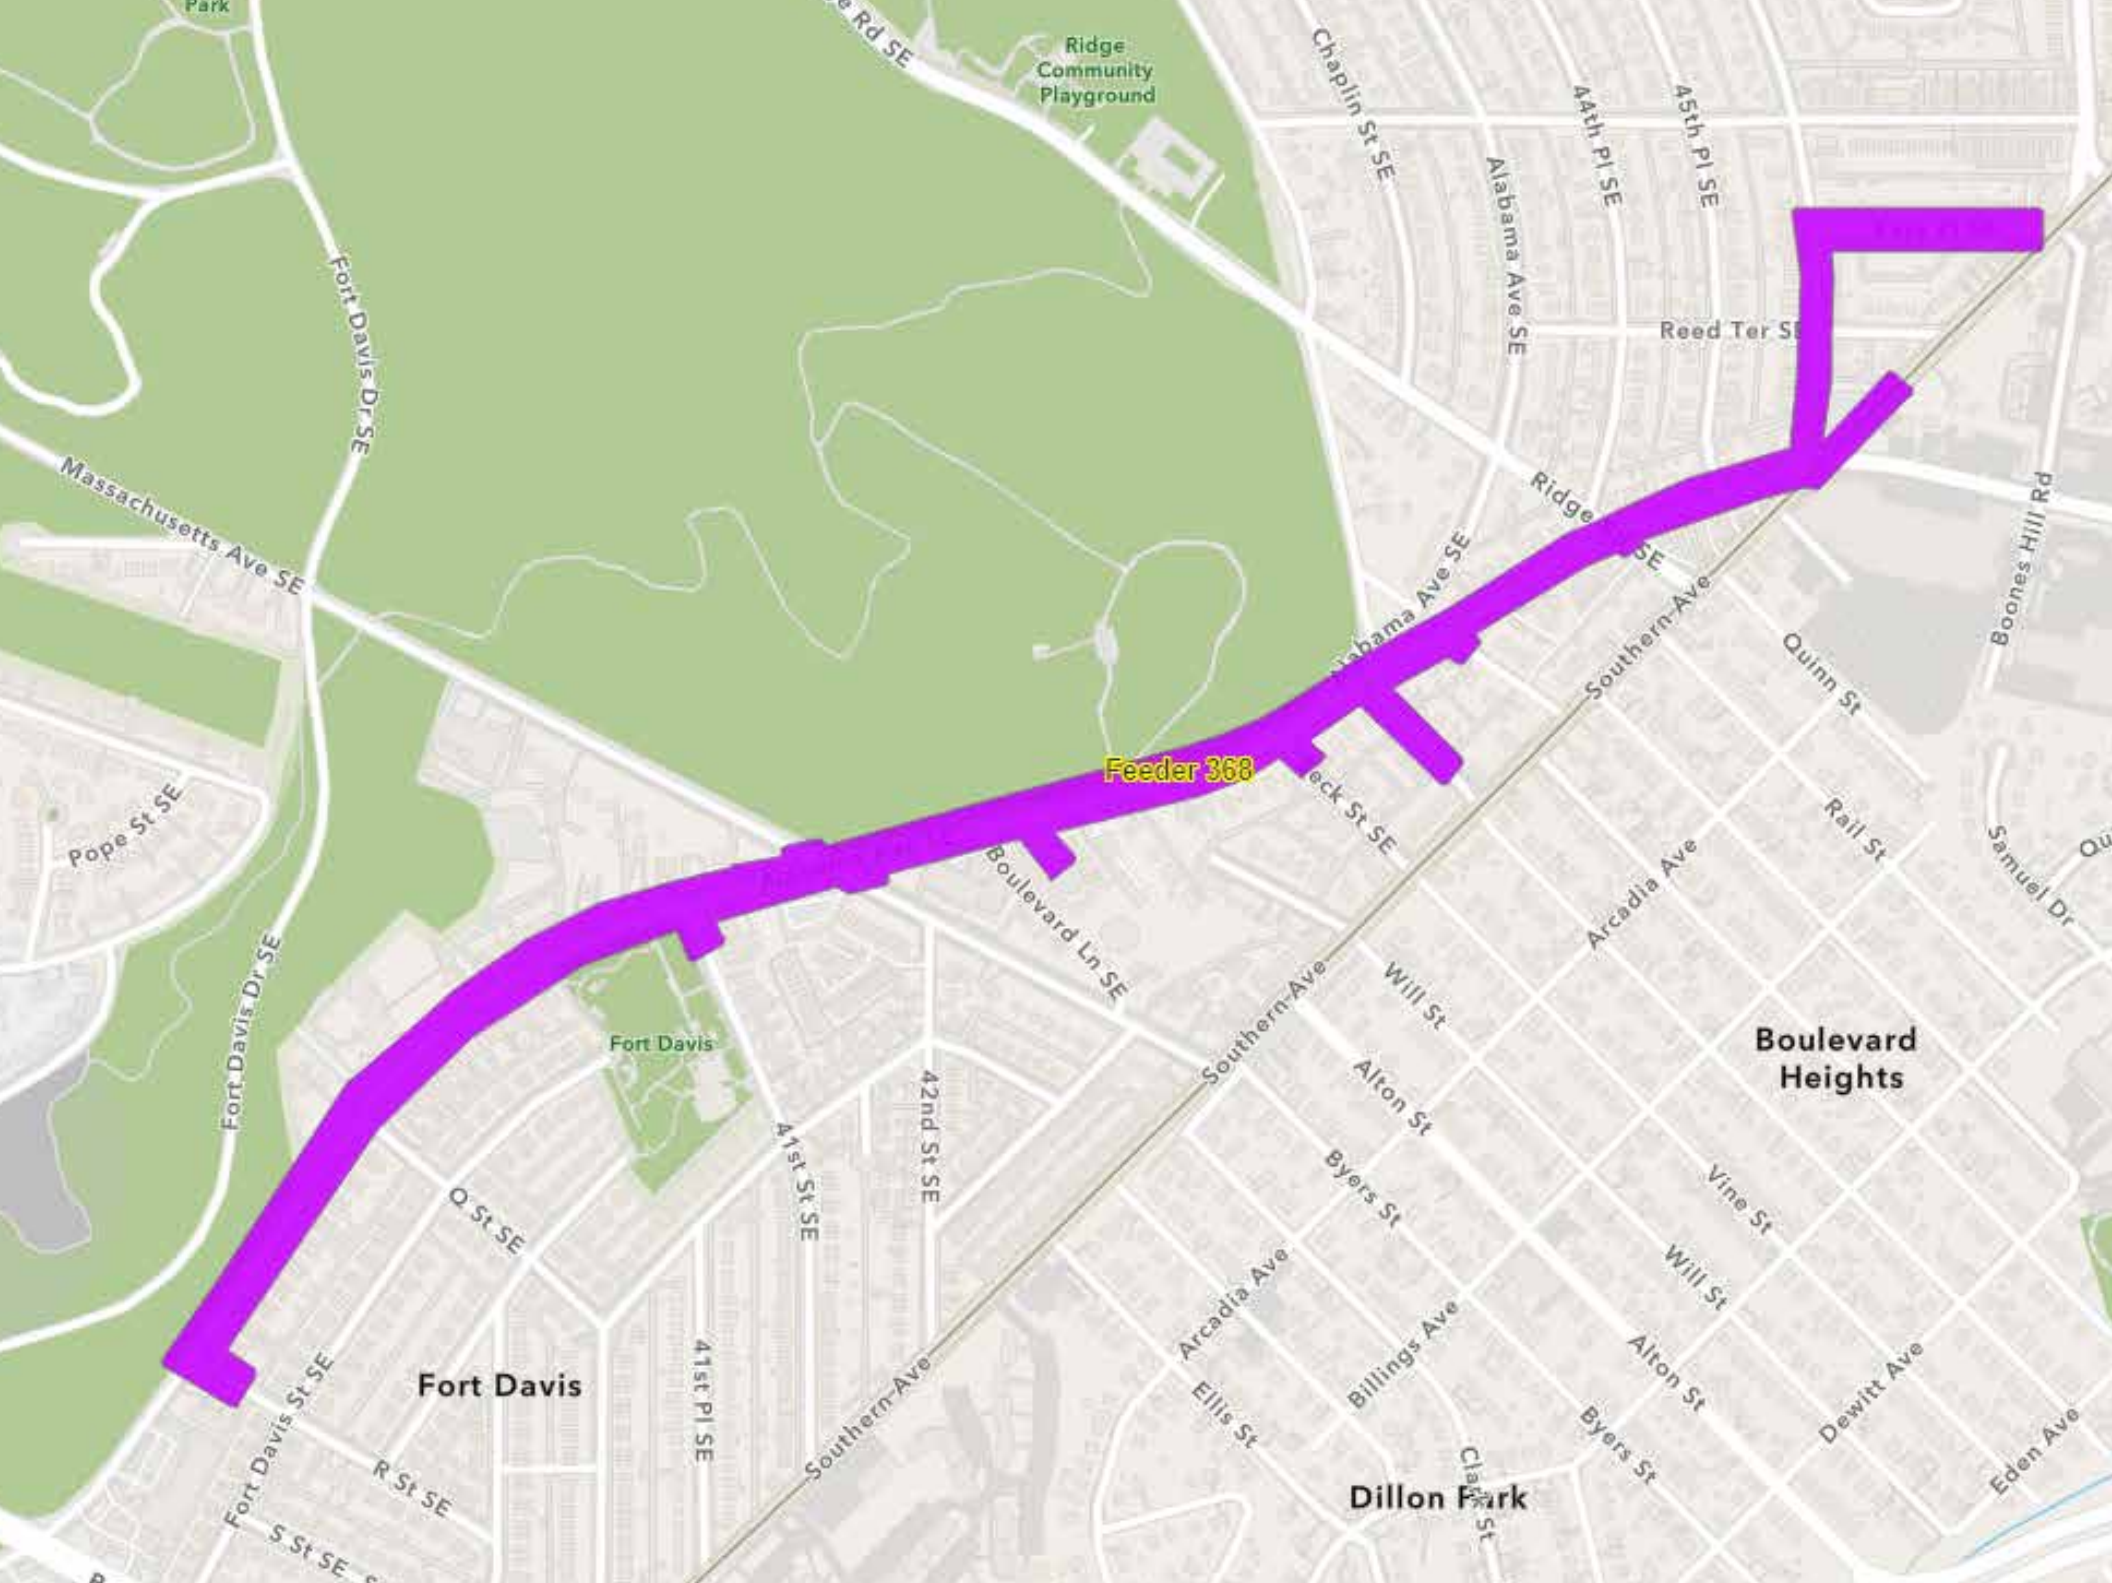 Park
e Rd SE
Ridge
Community
Playground
Chaplin St SE
44th Pl SE
45th Pl SE
Alabama Ave SE
Fort Davis Dr SE
Reed Ter SE
Massachusetts Ave SE
Ridge
SE
Boones Hill Rd
Alabama Ave SE
Southern Ave
Quinn St
Feeder 368
eck St SE
Pope St SE
Rail St
Samuel Dr
Qu
Boulevard Ln SE
Arcadia Ave
Fort Davis Dr SE
Will St
Southern Ave
Fort Davis
Boulevard
Heights
Alton St
42nd St SE
41st St SE
Byers St
Q St SE
Vine St
Will St
Arcadia Ave
Billings Ave
Fort Davis
41st Pl SE
Southern Ave
Fort Davis St SE
Ellis St
Alton St
Dewitt Ave
R St SE
Byers St
Eden Ave
Dillon Park
S St SE